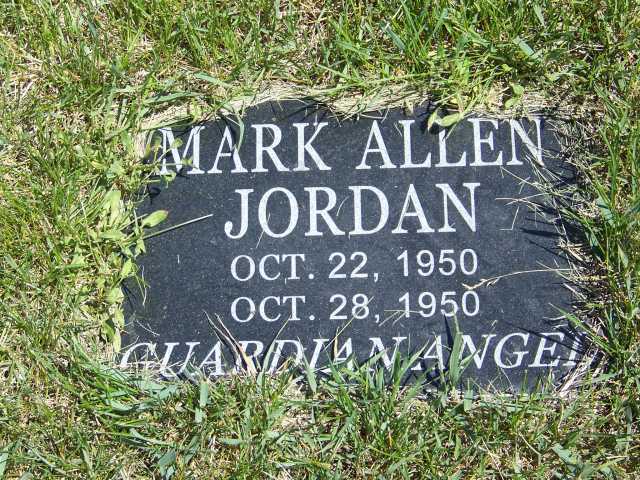 MARK ALLEN
JORDAN
OCT. 22, 1950
OCT. 28, 1950
GUARDIAN ANGEL